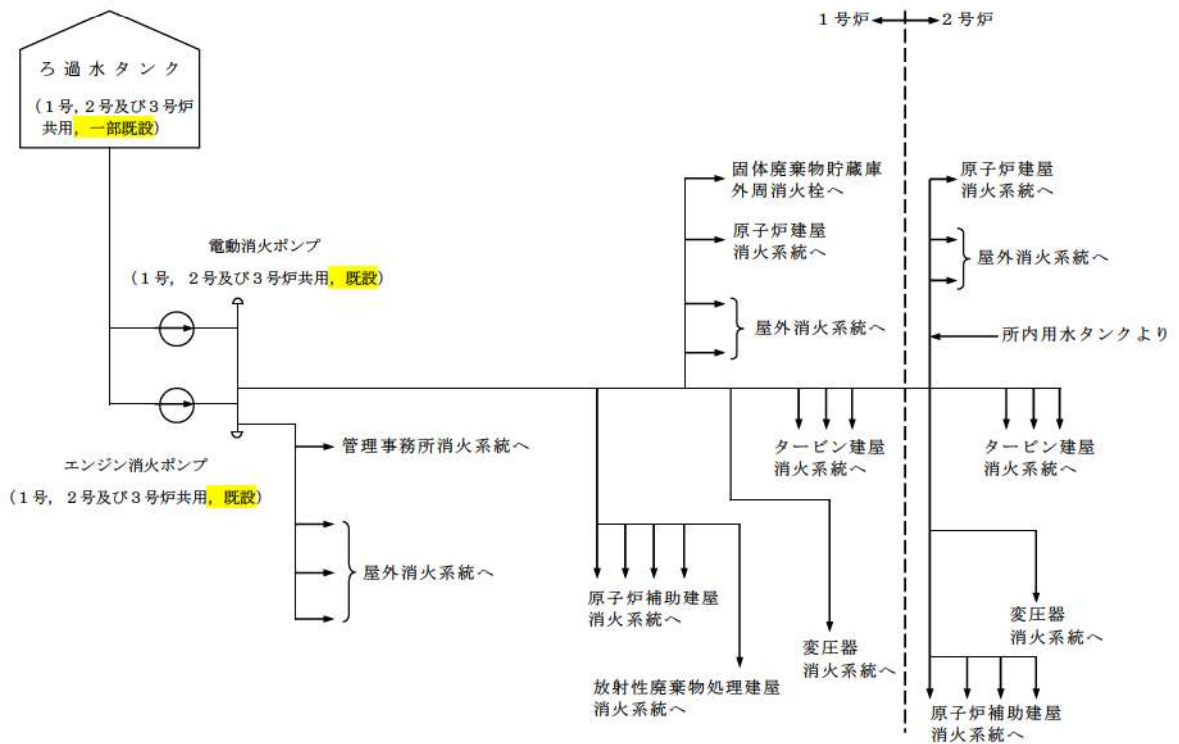 １号炉
２号炉
ろ過水タンク
（１号，２号及び３号炉
共用，一部既設）
固体廃棄物貯蔵庫
外周消火栓へ
原子炉建屋
消火系統へ
原子炉建屋
消火系統へ
屋外消火系統へ
電動消火ポンプ
（１号，２号及び３号炉共用，既設）
屋外消火系統へ
所内用水タンクより
管理事務所消火系統へ
タービン建屋
消火系統へ
タービン建屋
消火系統へ
エンジン消火ポンプ
（１号，２号及び３号炉共用，既設）
屋外消火系統へ
原子炉補助建屋
消火系統へ
変圧器
消火系統へ
変圧器
消火系統へ
放射性廃棄物処理建屋
消火系統へ
原子炉補助建屋
消火系統へ